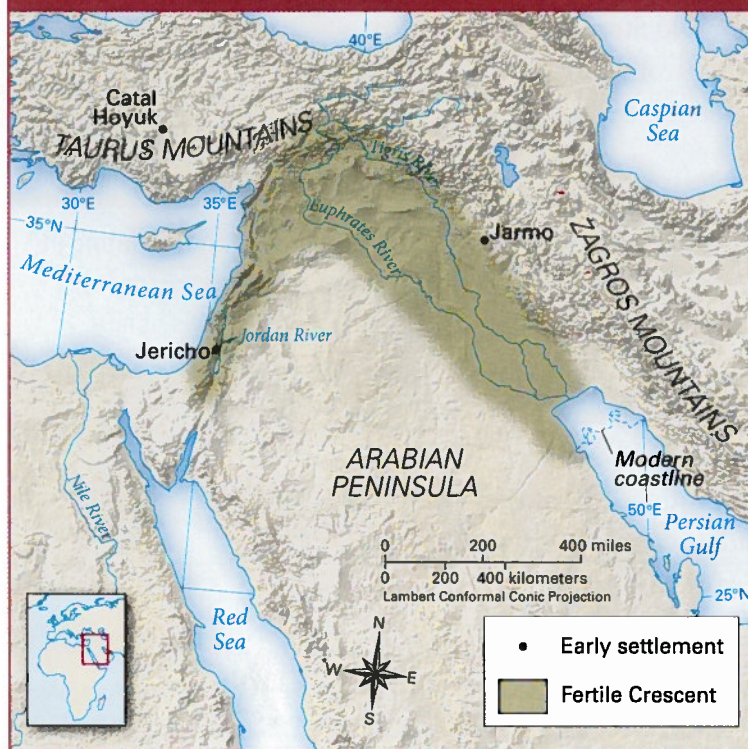 40°E
Catal
Hoyuk
Caspian
Sea
TAURUS MOUNTAINS
Tigris River
30°E
35°E
35°N
Euphrates River
Jarmo
ZAGROS MOUNTAINS
Mediterranean Sea
Jericho
Jordan River
ARABIAN
PENINSULA
Modern
coastline
Nile River
50°E
Persian
Gulf
0 200 400 miles
0 200 400 kilometers
Lambert Conformal Conic Projection
25°N
Red
Sea
N
W
E
S
Early settlement
Fertile Crescent